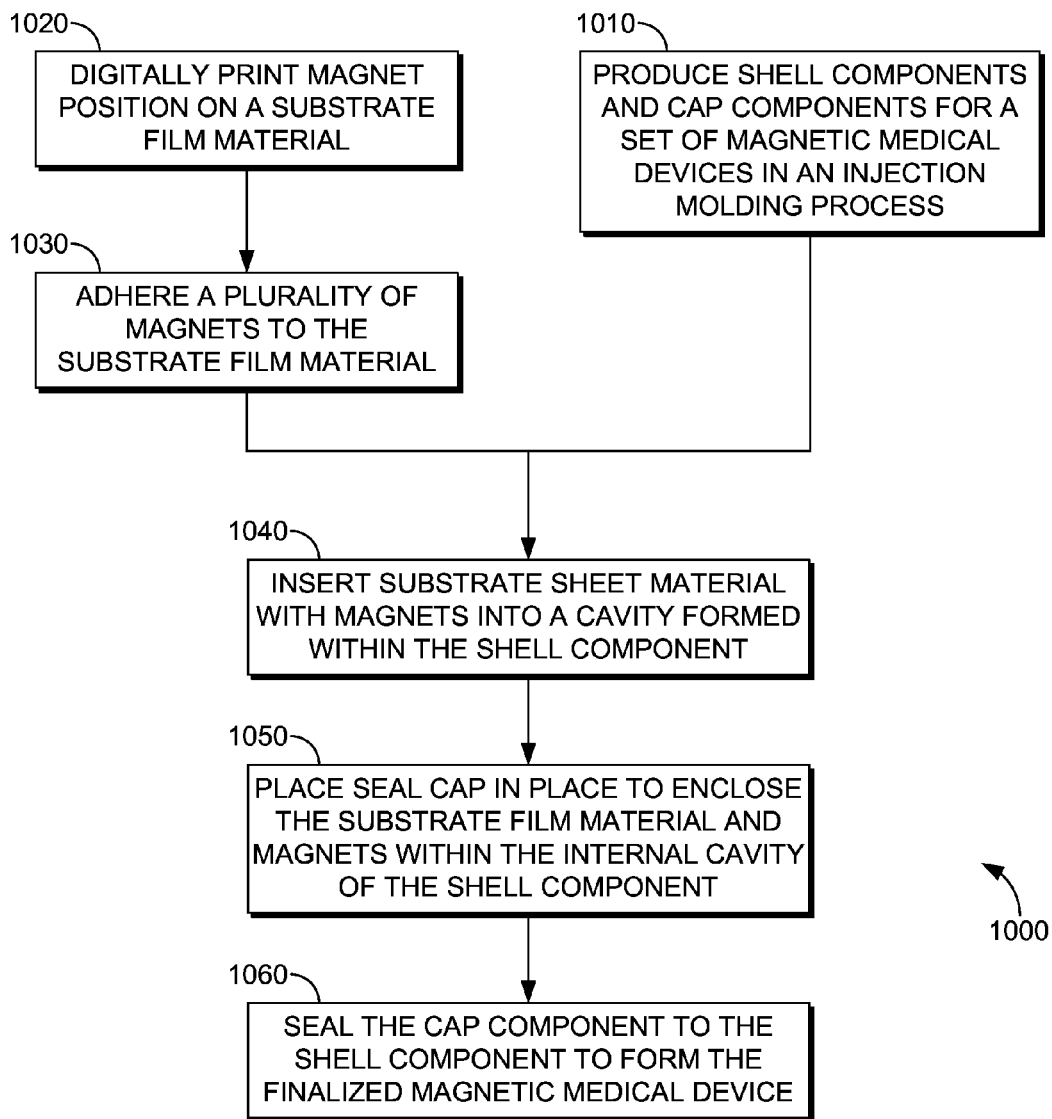 1020
DIGITALLY PRINT MAGNET
POSITION ON A SUBSTRATE
FILM MATERIAL
1010
PRODUCE SHELL COMPONENTS
AND CAP COMPONENTS FOR A
SET OF MAGNETIC MEDICAL
DEVICES IN AN INJECTION
MOLDING PROCESS
1030
ADHERE A PLURALITY OF
MAGNETS TO THE
SUBSTRATE FILM MATERIAL
1040
INSERT SUBSTRATE SHEET MATERIAL
WITH MAGNETS INTO A CAVITY FORMED
WITHIN THE SHELL COMPONENT
1050
PLACE SEAL CAP IN PLACE TO ENCLOSE
THE SUBSTRATE FILM MATERIAL AND
MAGNETS WITHIN THE INTERNAL CAVITY
OF THE SHELL COMPONENT
1000
1060
SEAL THE CAP COMPONENT TO THE
SHELL COMPONENT TO FORM THE
FINALIZED MAGNETIC MEDICAL DEVICE